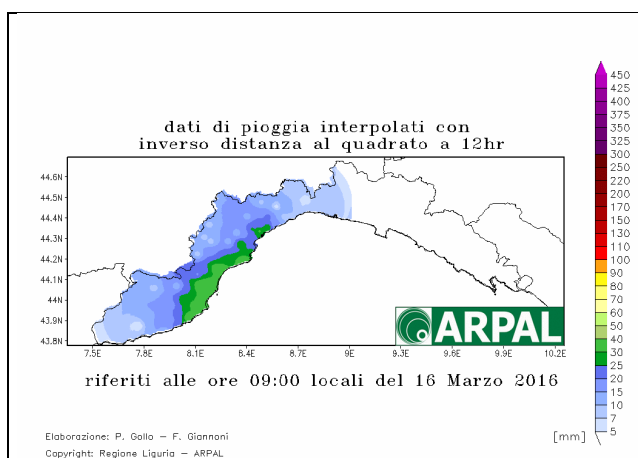 dati di pioggia interpolati con
inverso distanza al quadrato a 12hr
44.6N
44.5N
44.4N
44.3N
44.2N
44.1N
44N
43.9N
43.8N
7.5E 7.8E 8.1E 8.4E 8.7E 9E 9.3E 9.6E 9.9E 10.2E
ARPAL
riferiti alle ore 09:00 locali del 16 Marzo 2016
450
425
400
375
350
325
300
250
200
170
150
130
110
100
90
80
70
60
50
40
30
25
20
15
10
7
5
[mm]
Elaborazione: P. Gollo – F. Giannoni
Copyright: Regione Liguria – ARPAL